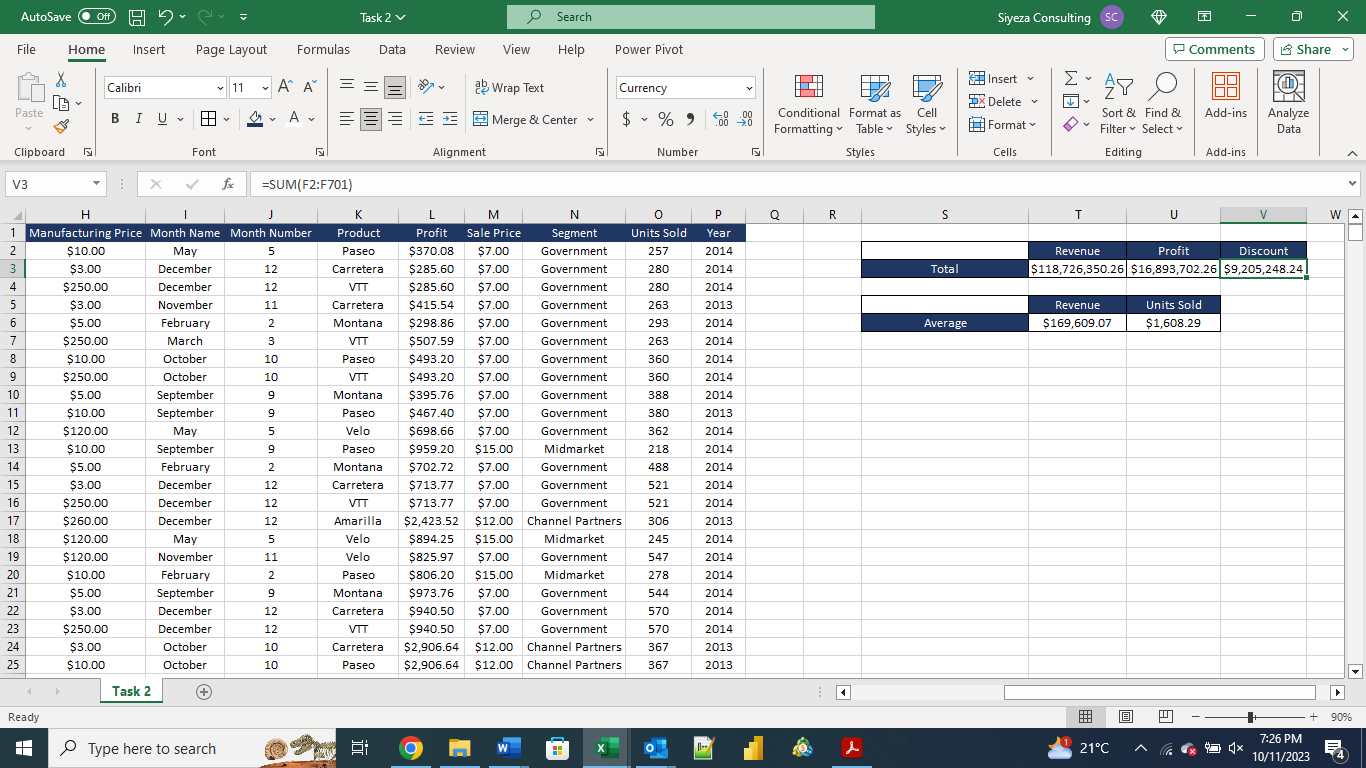 AutoSave Off Task 2 Search Siyeza Consulting SC
File Home Insert Page Layout Formulas Data Review View Help Power Pivot Comments Share
Paste Calibri 11 A A ab Wrap Text Currency Conditional Formatting Format as Table Cell Styles Insert Sort & Filter Find & Select Add-ins Analyze Data
B I U A Merge & Center $ % 9 Delete
Format
Clipboard Font Alignment Number Styles Cells Editing Add-ins
V3 fx =SUM(F2:F701)
H I J K L M N O P Q R S T U V W
1 Manufacturing Price Month Name Month Number Product Profit Sale Price Segment Units Sold Year
2 $10.00 May 5 Paseo $370.08 $7.00 Government 257 2014 Revenue Profit Discount
3 $3.00 December 12 Carretera $285.60 $7.00 Government 280 2014 Total $118,726,350.26 $16,893,702.26 $9,205,248.24
4 $250.00 December 12 VTT $285.60 $7.00 Government 280 2014
5 $3.00 November 11 Carretera $415.54 $7.00 Government 263 2013 Revenue Units Sold
6 $5.00 February 2 Montana $298.86 $7.00 Government 293 2014 Average $169,609.07 $1,608.29
7 $250.00 March 3 VTT $507.59 $7.00 Government 263 2014
8 $10.00 October 10 Paseo $493.20 $7.00 Government 360 2014
9 $250.00 October 10 VTT $493.20 $7.00 Government 360 2014
10 $5.00 September 9 Montana $395.76 $7.00 Government 388 2014
11 $10.00 September 9 Paseo $467.40 $7.00 Government 380 2013
12 $120.00 May 5 Velo $698.66 $7.00 Government 362 2014
13 $10.00 September 9 Paseo $959.20 $15.00 Midmarket 218 2014
14 $5.00 February 2 Montana $702.72 $7.00 Government 488 2014
15 $3.00 December 12 Carretera $713.77 $7.00 Government 521 2014
16 $250.00 December 12 VTT $713.77 $7.00 Government 521 2014
17 $260.00 December 12 Amarilla $2,423.52 $12.00 Channel Partners 306 2013
18 $120.00 May 5 Velo $894.25 $15.00 Midmarket 245 2014
19 $120.00 November 11 Velo $825.97 $7.00 Government 547 2014
20 $10.00 February 2 Paseo $806.20 $15.00 Midmarket 278 2014
21 $5.00 September 9 Montana $973.76 $7.00 Government 544 2014
22 $3.00 December 12 Carretera $940.50 $7.00 Government 570 2014
23 $250.00 December 12 VTT $940.50 $7.00 Government 570 2014
24 $3.00 October 10 Carretera $2,906.64 $12.00 Channel Partners 367 2013
25 $10.00 October 10 Paseo $2,906.64 $12.00 Channel Partners 367 2013
Task 2
Ready 90%
Type here to search 1 21°C 7:26 PM
10/11/2023 4